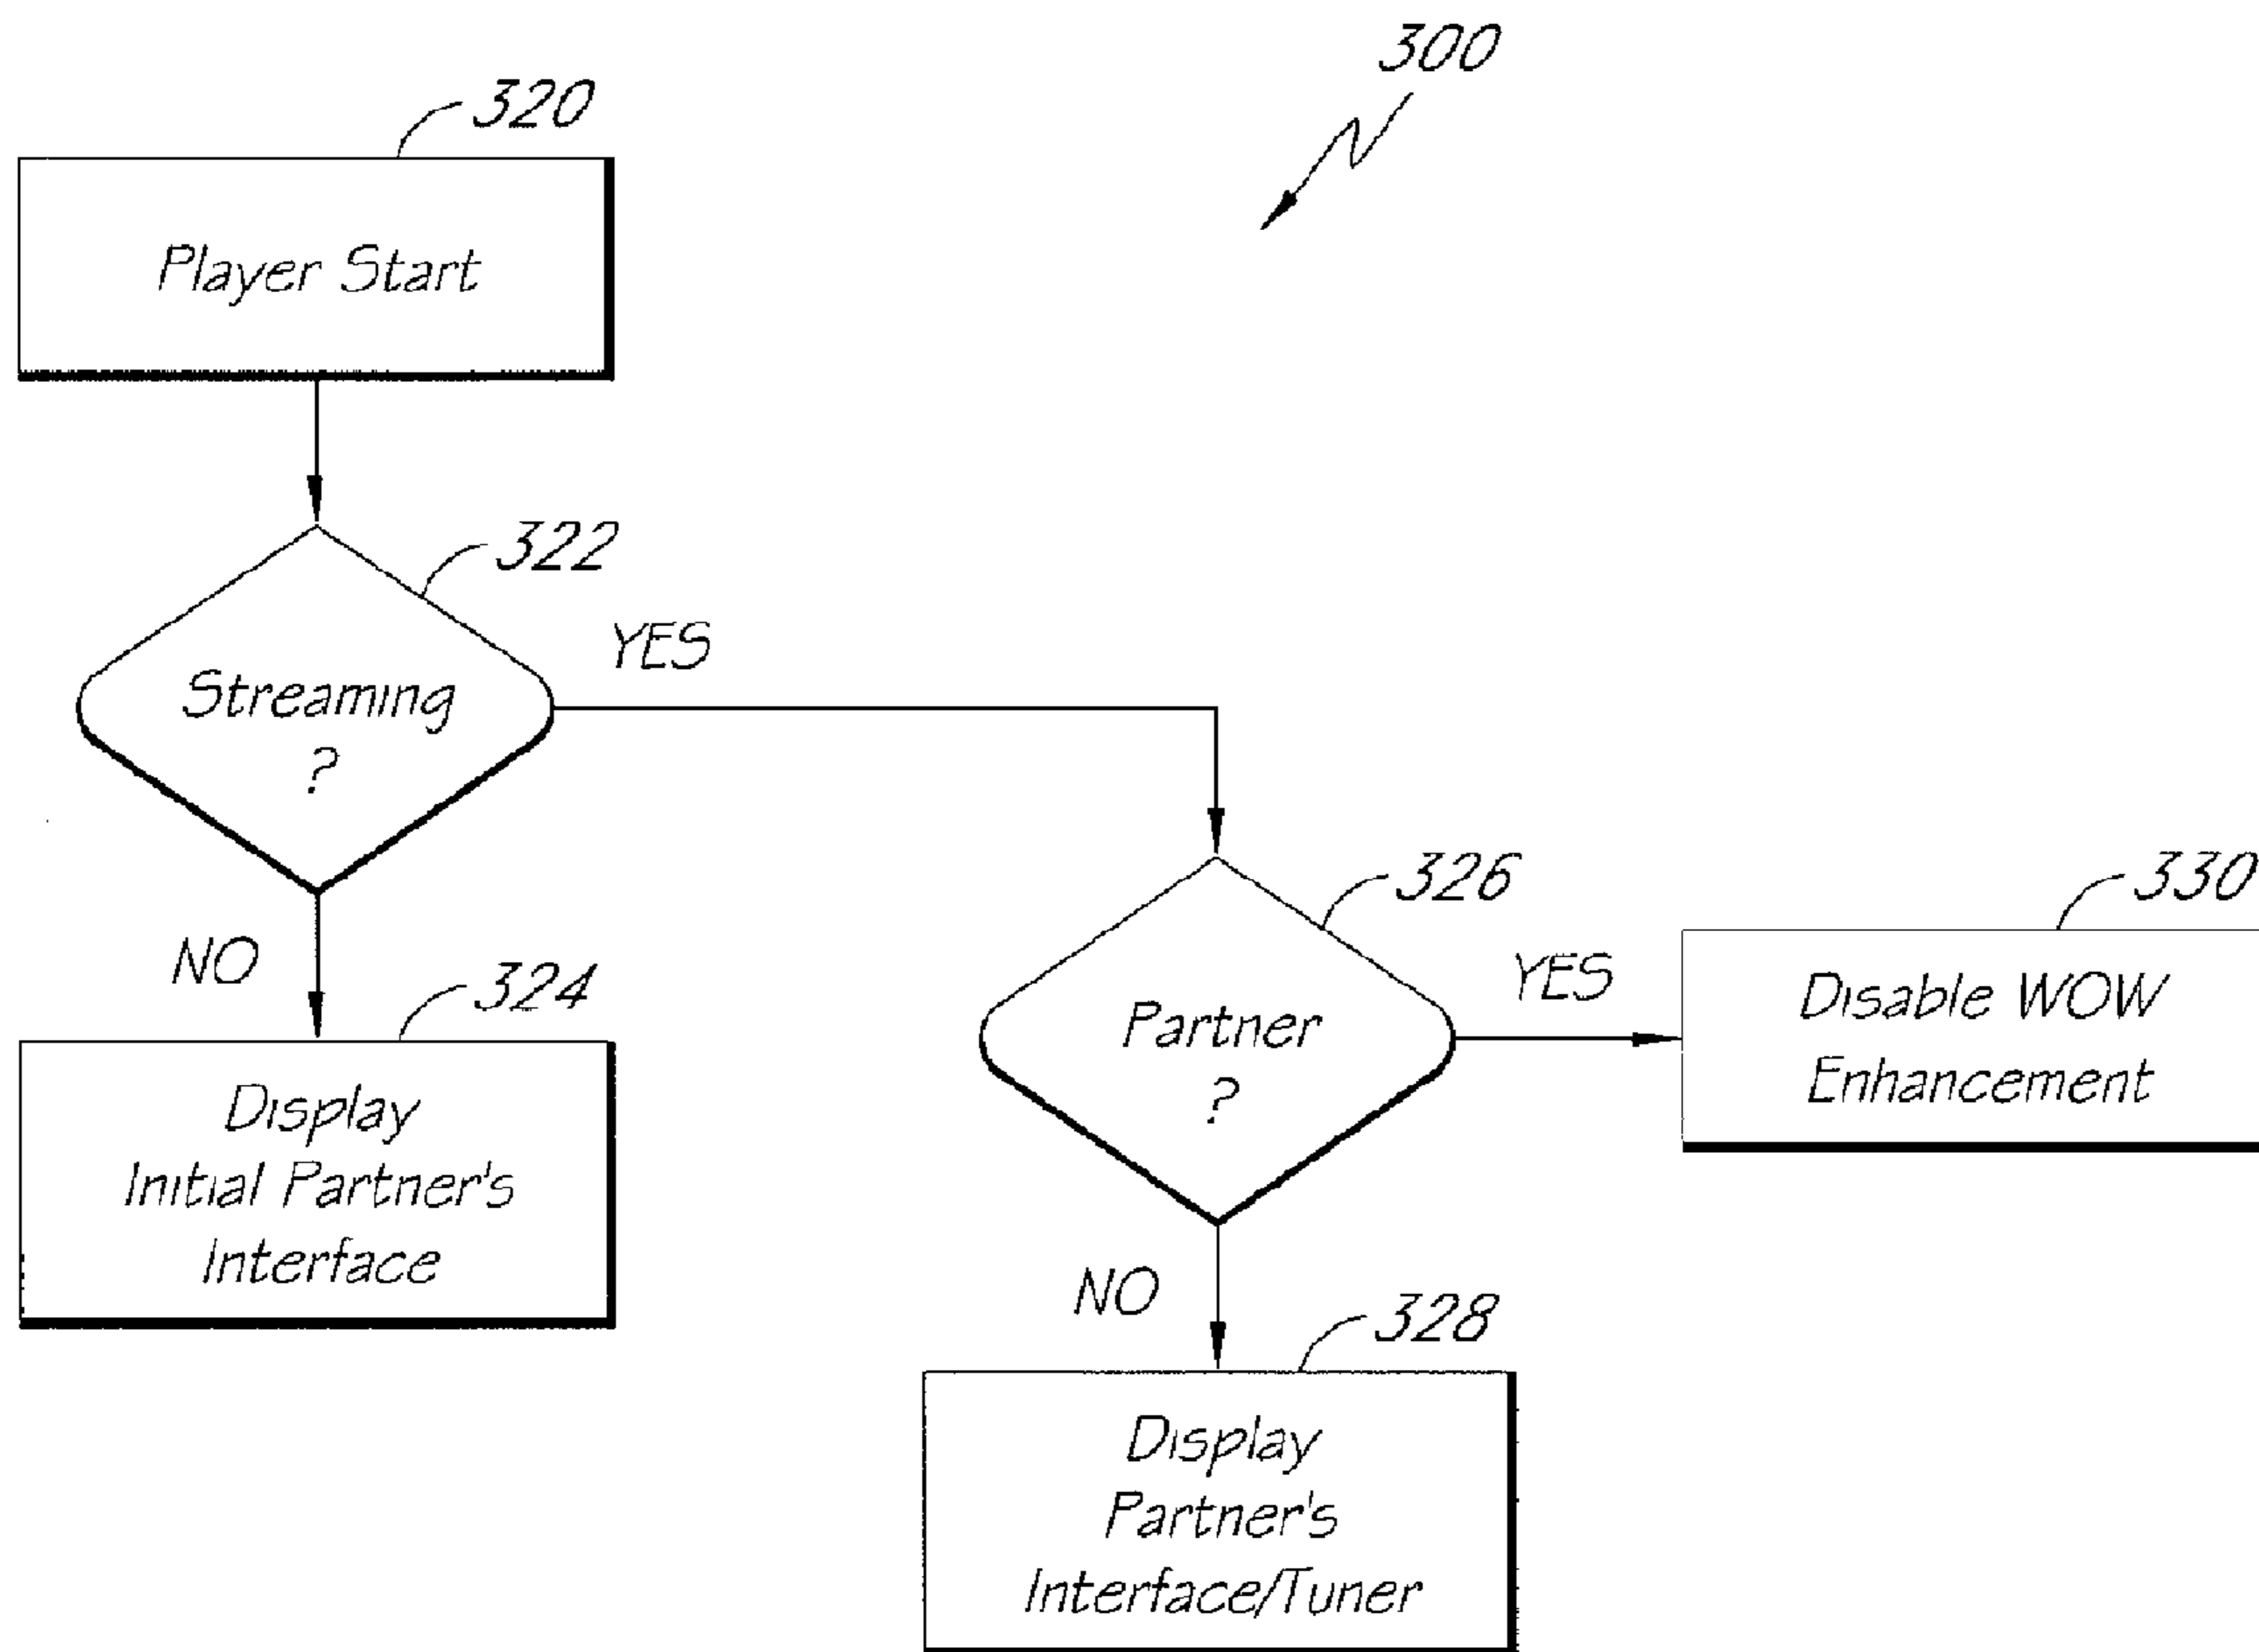 300
320
Player Start
322
YES
Streaming
?
NO
324
Display
Initial Partner's
Interface
326
Partner
?
YES
330
Disable WOW
Enhancement
NO
328
Display
Partner's
Interface/Tuner